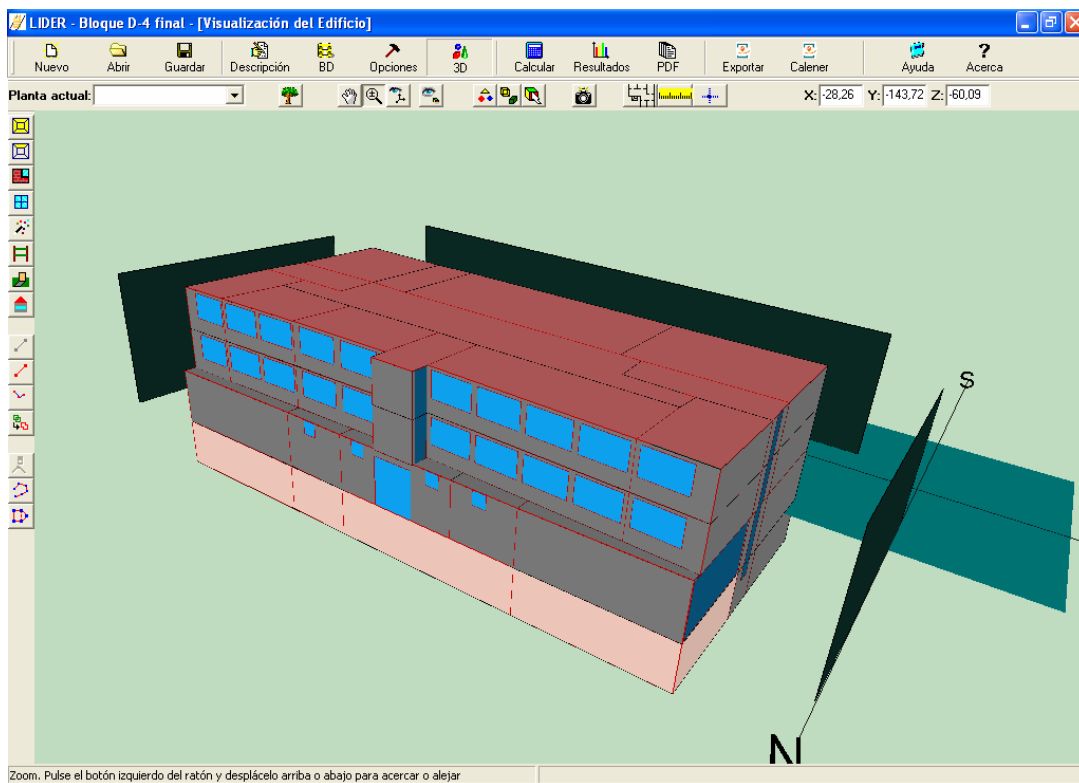 LIDER - Bloque D-4 final - [Visualización del Edificio]
Nuevo Abrir Guardar Descripción BD Opciones 3D Calcular Resultados PDF Exportar Calener Ayuda Acerca
Planta actual: X: -28,26 Y: -143,72 Z: -60,09
S
N
Zoom. Pulse el botón izquierdo del ratón y desplácelo arriba o abajo para acercar o alejar